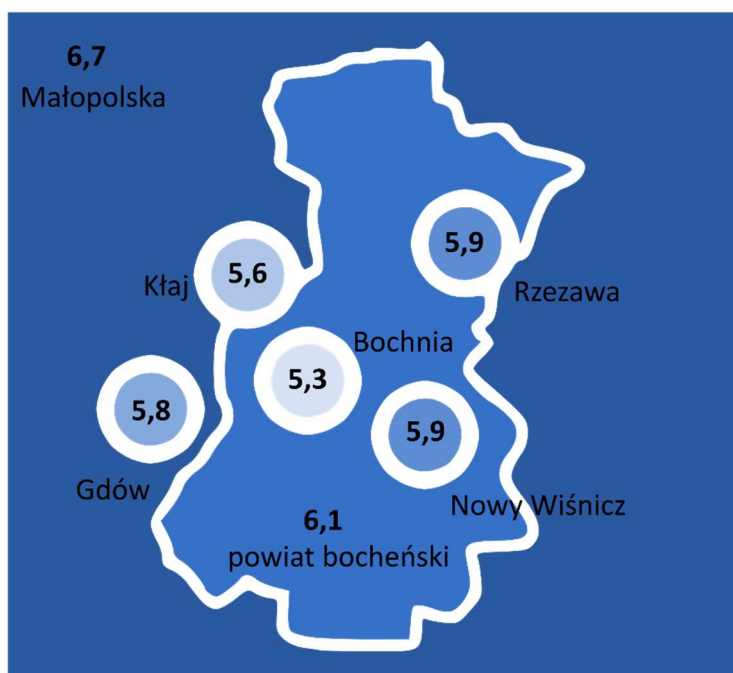 6,7
Małopolska
5,9
Rzezawa
5,6
Kłaj
Bochnia
5,3
5,8
Gdów
5,9
Nowy Wiśnicz
6,1
powiat bocheński